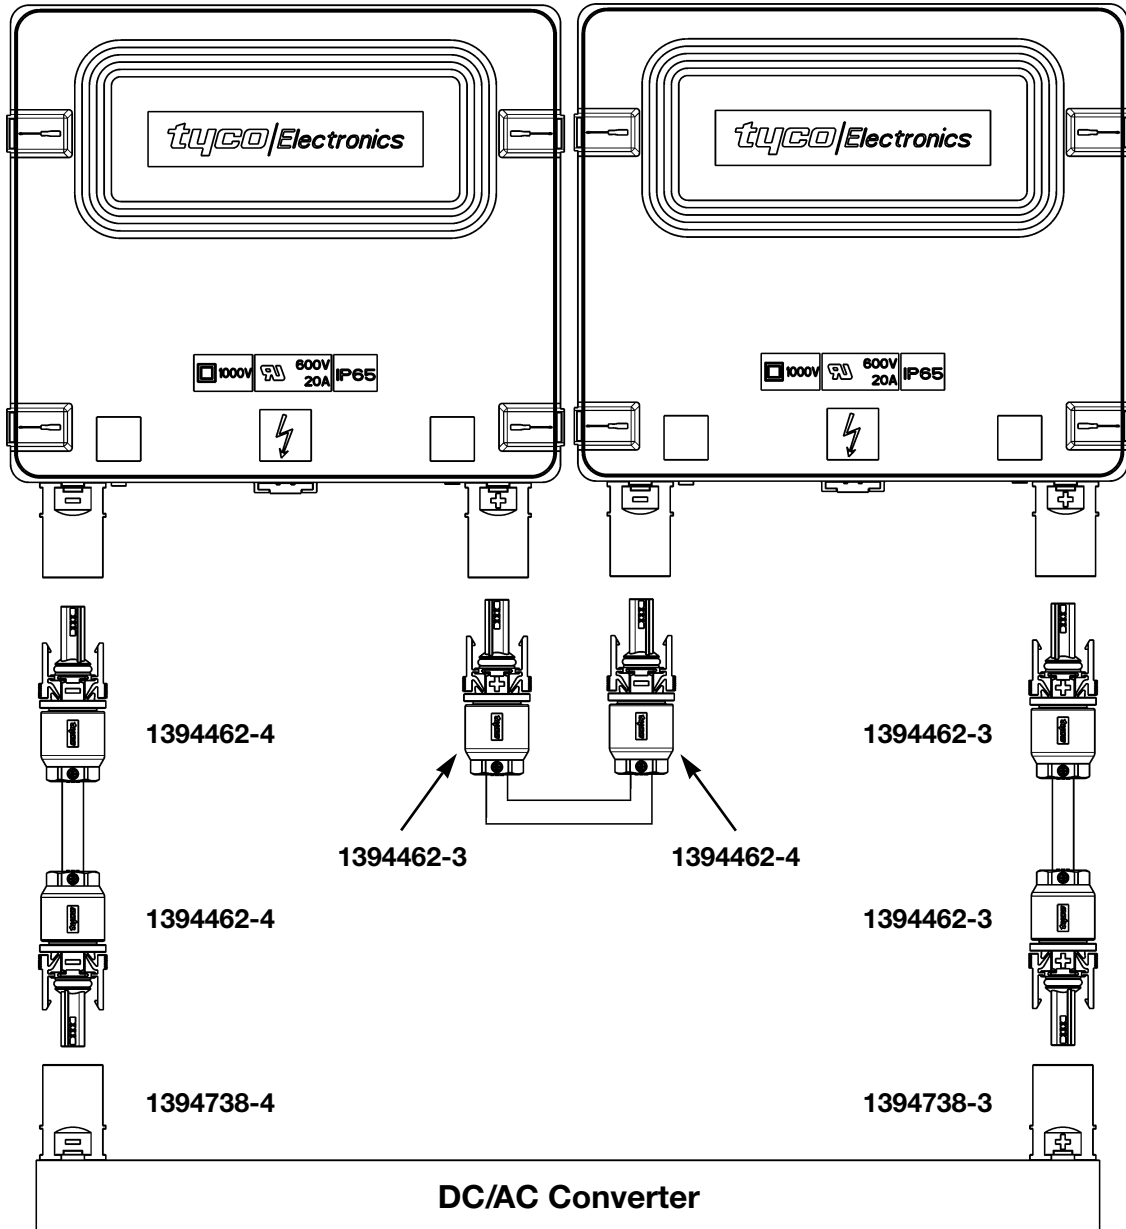 tyco/Electronics
tyco/Electronics
1000V 600V 20A IP65
1000V 600V 20A IP65
- + - +
- + - +
1394462-4
1394462-3
1394462-3
1394462-4
1394462-4
1394462-3
- +
1394738-4
1394738-3
- +
DC/AC Converter